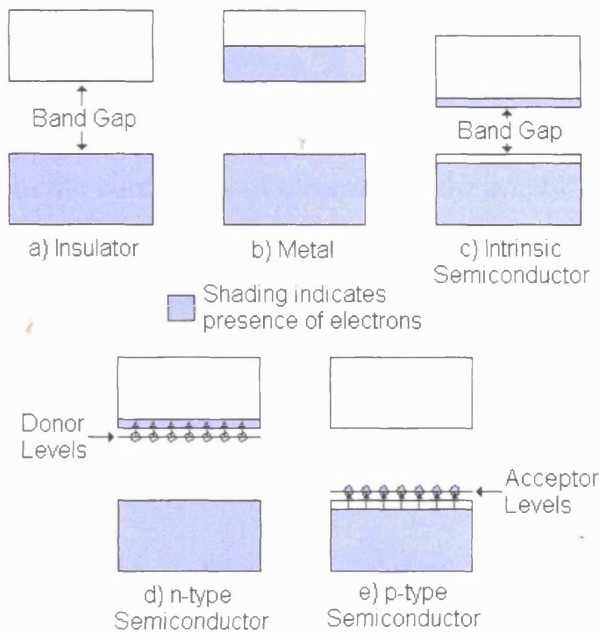 Band Gap
Band Gap
a) Insulator
b) Metal
c) Intrinsic
Semiconductor
Shading indicates
presence of electrons
Donor
Levels
Acceptor
Levels
d) n-type
Semiconductor
e) p-type
Semiconductor